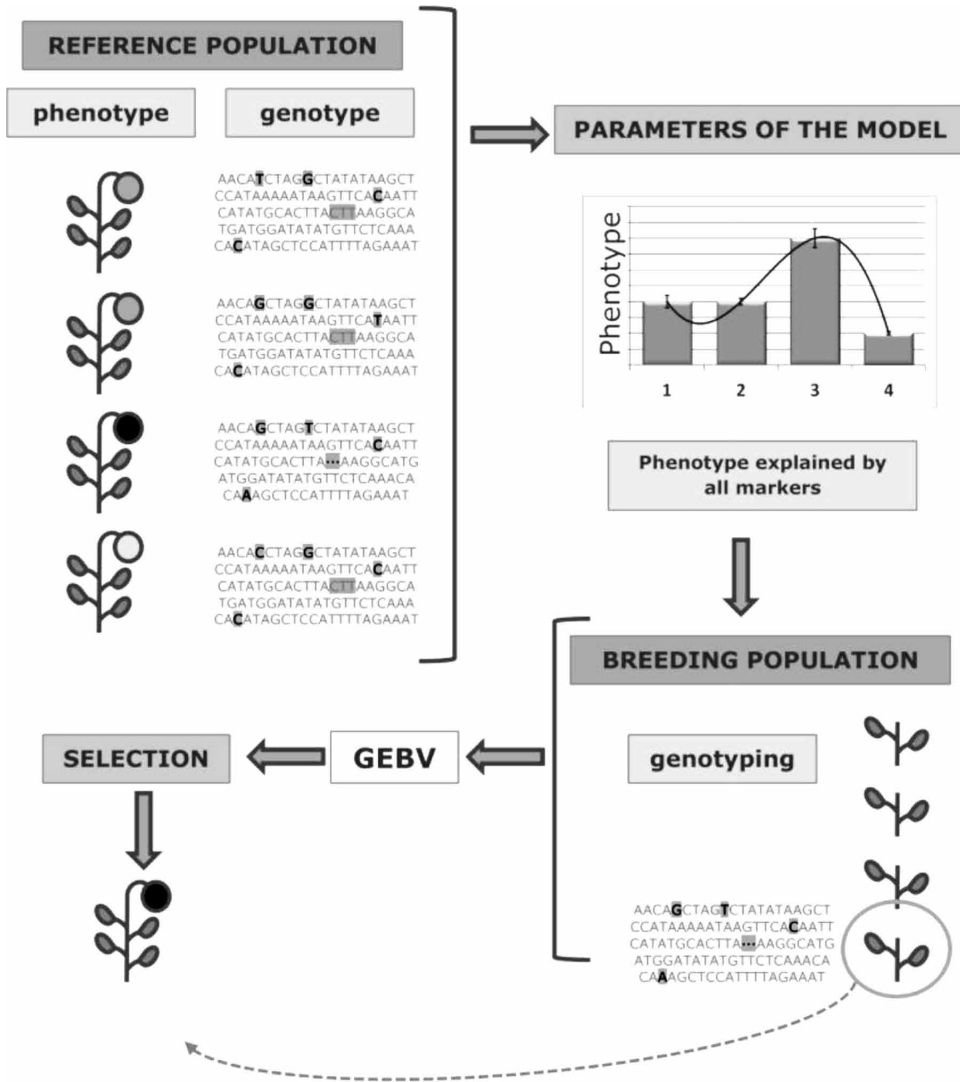 REFERENCE POPULATION
phenotype
genotype
AACATCTAGGCTATATAAGCT
CCATAAAAATAAGTTCACAATT
CATATGCACTTACTTAAGGCA
TGATGGATATATGTTCTCAAA
CACATAGCTCCATTTTAGAAAT
AACAGCTAGGCTATATAAGCT
CCATAAAAATAAGTTCATAATT
CATATGCACTTACTTAAGGCA
TGATGGATATATGTTCTCAAA
CACATAGCTCCATTTTAGAAAT
AACAGCTAGTCTATATAAGCT
CCATAAAAATAAGTTCACAATT
CATATGCACTTA...AAGGCATG
ATGGATATATGTTCTCAAACA
CAAAGCTCCATTTTAGAAAT
AACACCTAGGCTATATAAGCT
CCATAAAAATAAGTTCACAATT
CATATGCACTTACTTAAGGCA
TGATGGATATATGTTCTCAAA
CACATAGCTCCATTTTAGAAAT
PARAMETERS OF THE MODEL
Phenotype
1 2 3 4
Phenotype explained by
all markers
BREEDING POPULATION
genotyping
AACAGCTAGTCTATATAAGCT
CCATAAAAATAAGTTCACAATT
CATATGCACTTA...AAGGCATG
ATGGATATATGTTCTCAAACA
CAAAGCTCCATTTTAGAAAT
GEBV
SELECTION